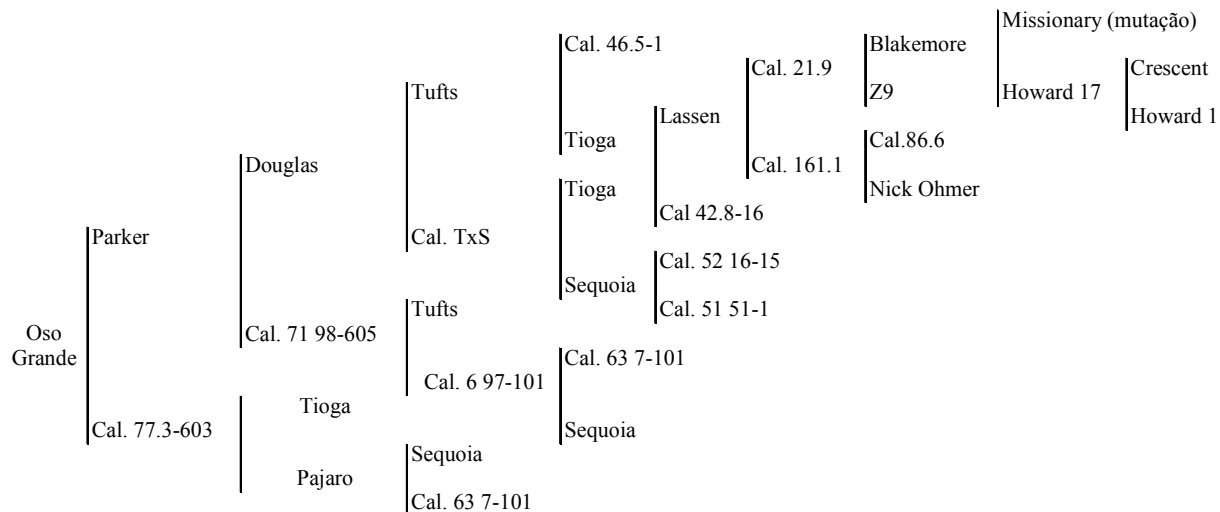 Missionary (mutação)
Cal. 46.5-1
Blakemore
Cal. 21.9
Crescent
Tufts
Z9
Howard 17
Lassen
Howard 1
Tioga
Cal.86.6
Douglas
Cal. 161.1
Tioga
Nick Ohmer
Cal 42.8-16
Parker
Cal. TxS
Cal. 52 16-15
Sequoia
Cal. 51 51-1
Tufts
Oso
Grande
Cal. 71 98-605
Cal. 63 7-101
Cal. 6 97-101
Tioga
Cal. 77.3-603
Sequoia
Sequoia
Pajaro
Cal. 63 7-101